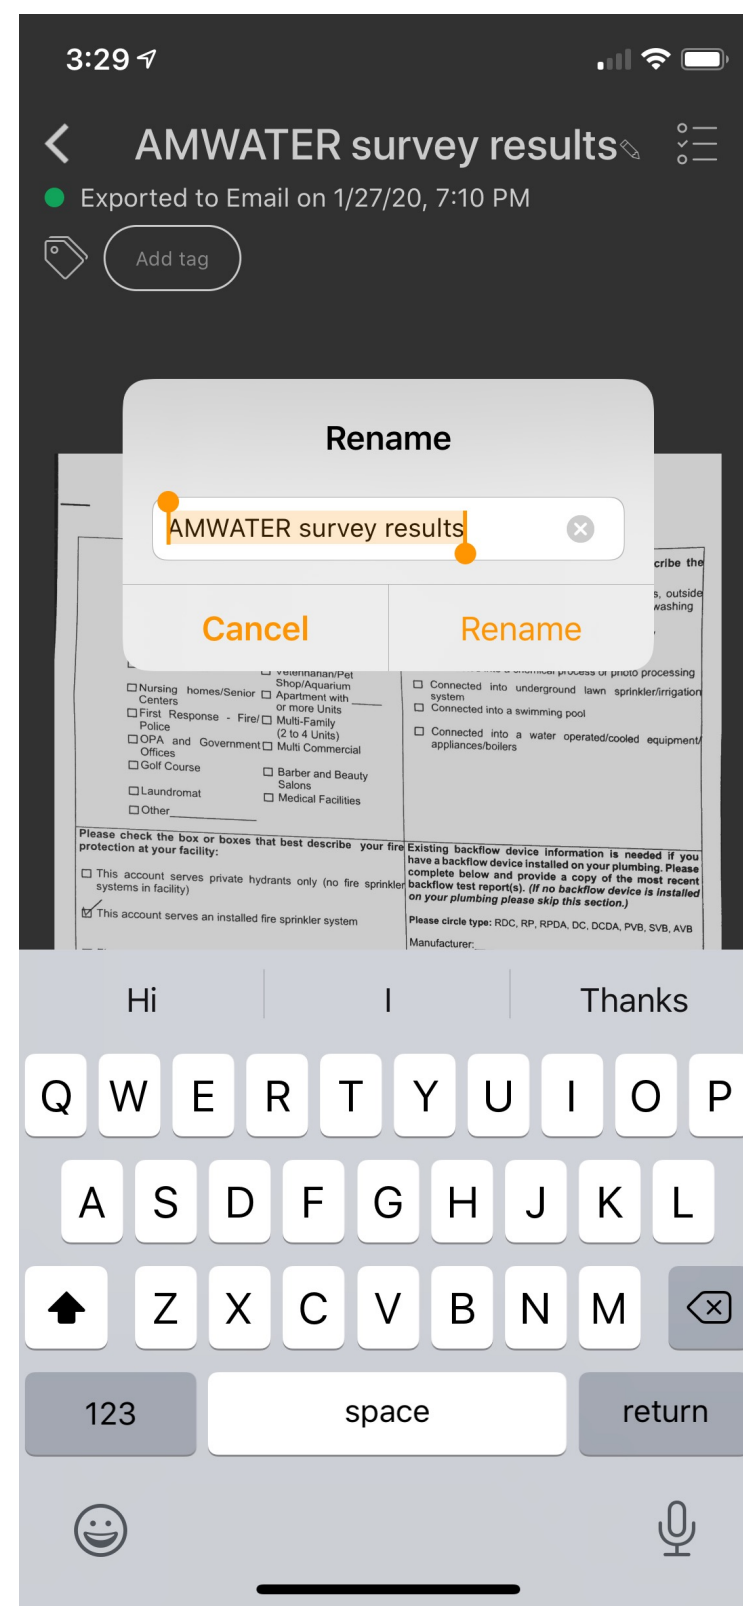 3:29
AMWATER survey results
Exported to Email on 1/27/20, 7:10 PM
Add tag
Rename
AMWATER survey results
Cancel
Rename
cribe the
s, outside
washing
process or photo processing
Veterinarian/Pet
Shop/Aquarium
Nursing homes/Senior
Centers
Apartment with _____
or more Units
First Response - Fire/
Police
Multi-Family
(2 to 4 Units)
OPA and Government
Offices
Multi Commercial
Golf Course
Barber and Beauty
Salons
Laundromat
Medical Facilities
Other_____________
Connected into underground lawn sprinkler/irrigation
system
Connected into a swimming pool
Connected into a water operated/cooled equipment/
appliances/boilers
Please check the box or boxes that best describe your fire
protection at your facility:
This account serves private hydrants only (no fire sprinkler
systems in facility)
This account serves an installed fire sprinkler system
Existing backflow device information is needed if you
have a backflow device installed on your plumbing. Please
complete below and provide a copy of the most recent
backflow test report(s). (If no backflow device is installed
on your plumbing please skip this section.)
Please circle type: RDC, RP, RPDA, DC, DCDA, PVB, SVB, AVB
Manufacturer:
Hi I Thanks
Q W E R T Y U I O P
A S D F G H J K L
Z X C V B N M
123 space return